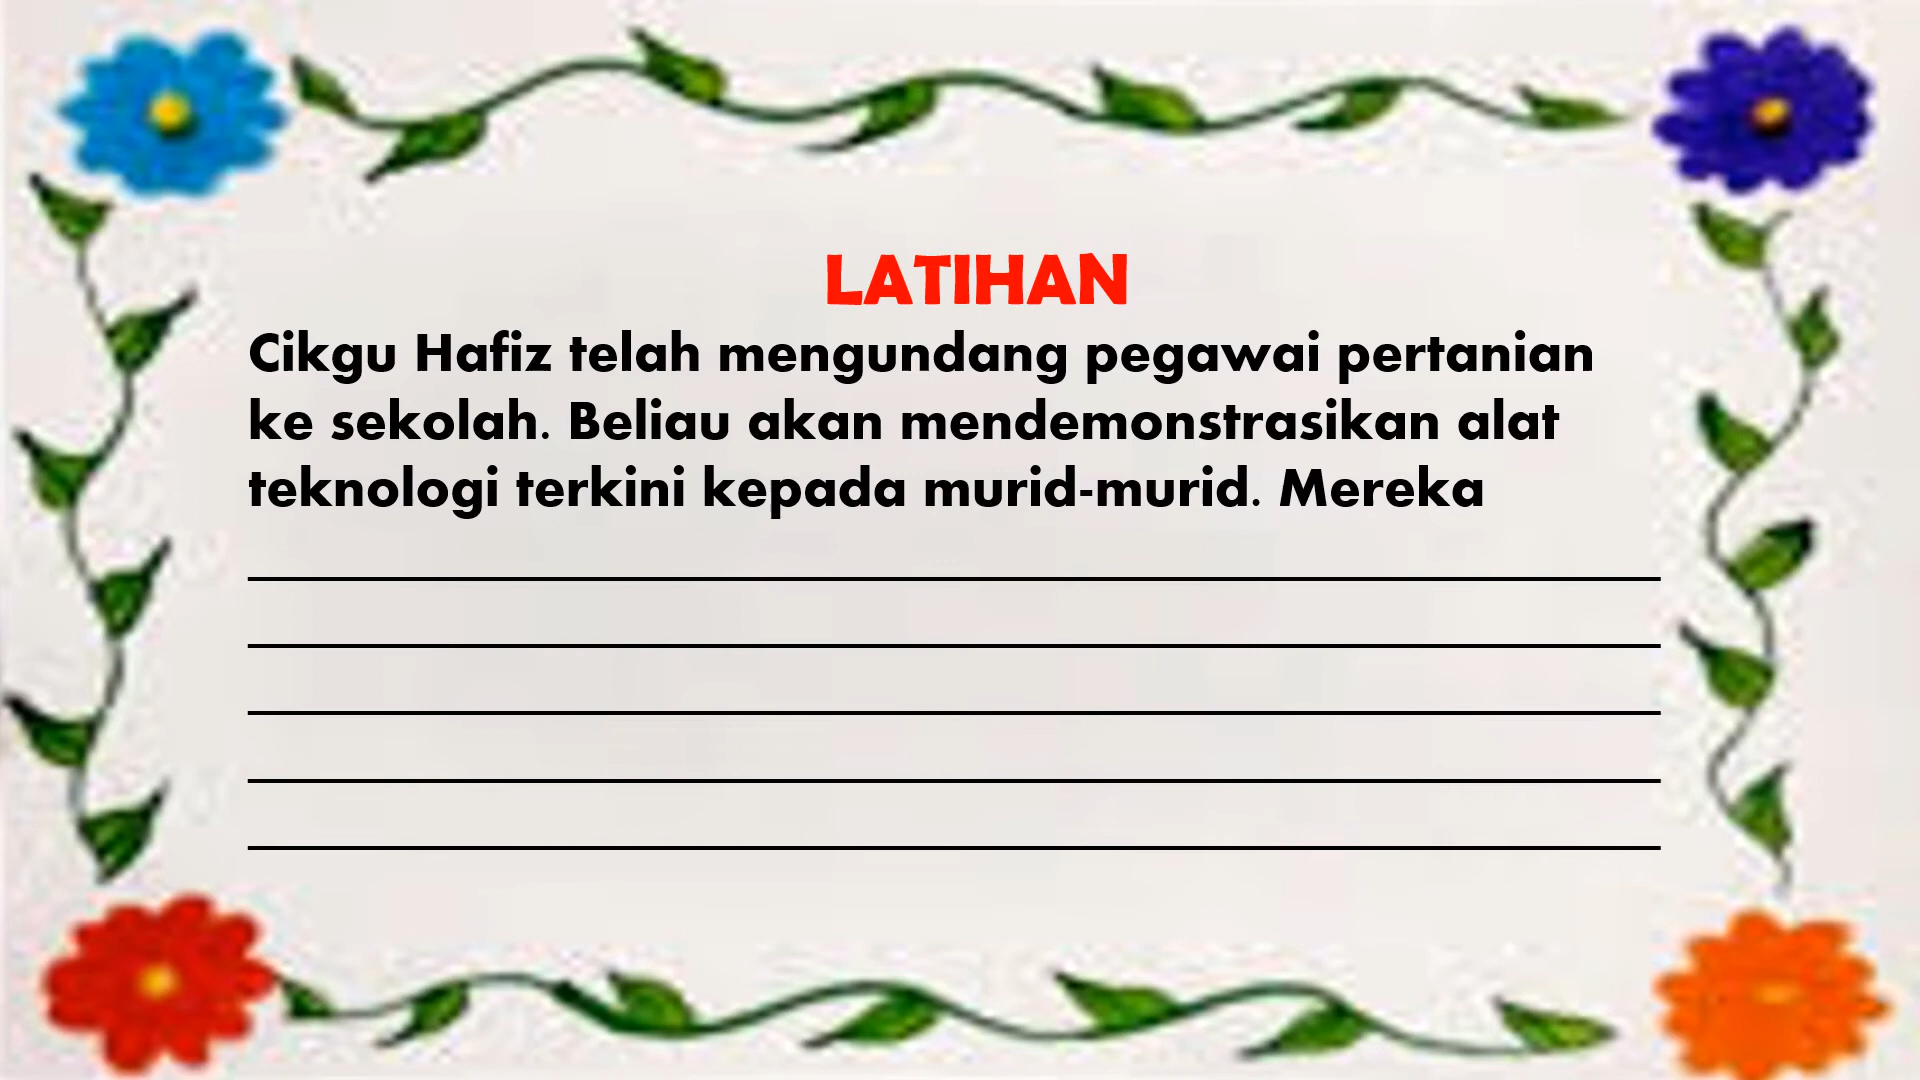 LATIHAN
Cikgu Hafiz telah mengundang pegawai pertanian
ke sekolah. Beliau akan mendemonstrasikan alat
teknologi terkini kepada murid-murid. Mereka